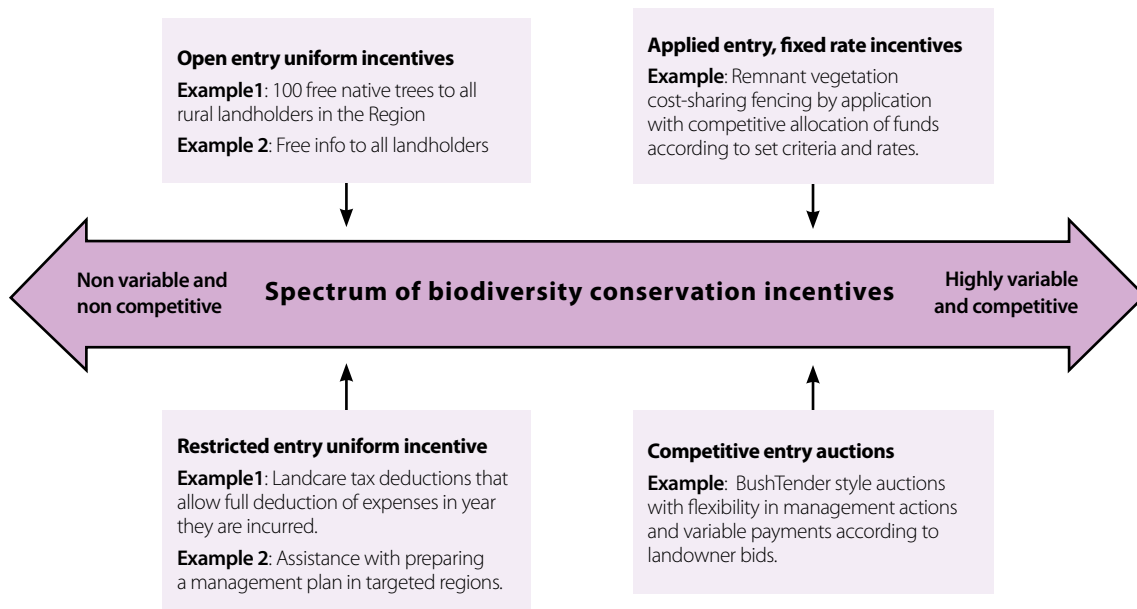 Open entry uniform incentives
Example1: 100 free native trees to all
rural landholders in the Region
Example 2: Free info to all landholders
Applied entry, fixed rate incentives
Example: Remnant vegetation
cost-sharing fencing by application
with competitive allocation of funds
according to set criteria and rates.
Non variable and
non competitive
Spectrum of biodiversity conservation incentives
Highly variable
and competitive
Restricted entry uniform incentive
Example1: Landcare tax deductions that
allow full deduction of expenses in year
they are incurred.
Example 2: Assistance with preparing
a management plan in targeted regions.
Competitive entry auctions
Example: BushTender style auctions
with flexibility in management actions
and variable payments according to
landowner bids.